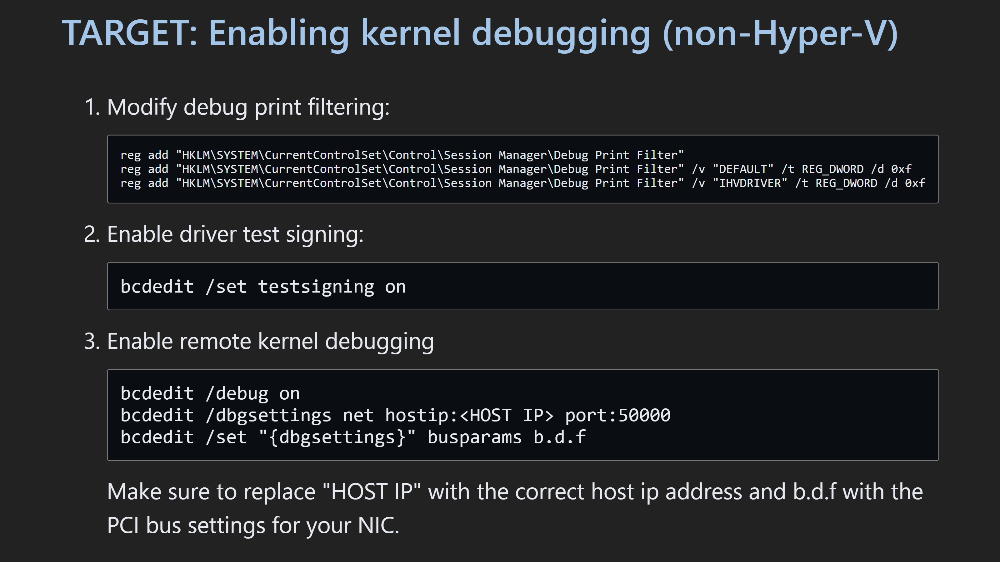 TARGET: Enabling kernel debugging (non-Hyper-V)
1. Modify debug print filtering:
reg add "HKLM\SYSTEM\CurrentControlSet\Control\Session Manager\Debug Print Filter"
reg add "HKLM\SYSTEM\CurrentControlSet\Control\Session Manager\Debug Print Filter" /v "DEFAULT" /t REG_DWORD /d 0xf
reg add "HKLM\SYSTEM\CurrentControlSet\Control\Session Manager\Debug Print Filter" /v "IHVDRIVER" /t REG_DWORD /d 0xf
2. Enable driver test signing:
bcdedit /set testsigning on
3. Enable remote kernel debugging
bcdedit /debug on
bcdedit /dbgsettings net hostip:<HOST IP> port:50000
bcdedit /set "{dbgsettings}" busparams b.d.f
Make sure to replace "HOST IP" with the correct host ip address and b.d.f with the
PCI bus settings for your NIC.